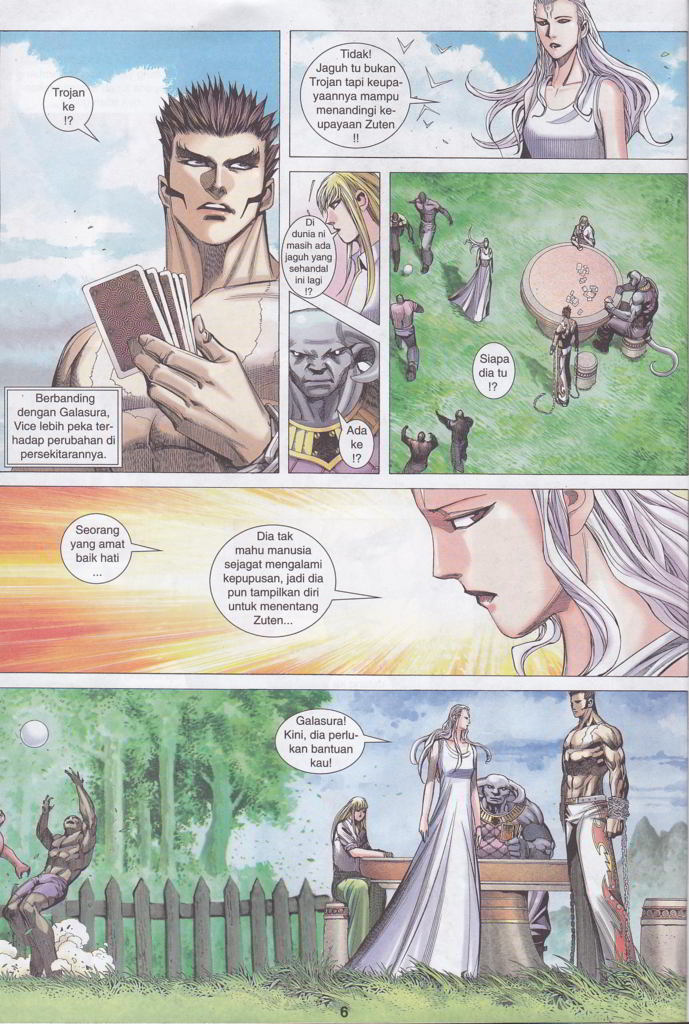 Trojan
ke
!?
Tidak!
Jaguh tu bukan
Trojan tapi keupa-
yaannya mampu
menandingi ke-
upayaan Zuten
!!
Berbanding
dengan Galasura,
Vice lebih peka ter-
hadap perubahan di
persekitarannya.
Di
dunia ni
masih ada
jaguh yang
sehandal
ini lagi
!?
Ada
ke
!?
Siapa
dia tu
!?
Seorang
yang amat
baik hati
...
Dia tak
mahu manusia
sejagat mengalami
kepupusan, jadi dia
pun tampilkan diri
untuk menentang
Zuten...
Galasura!
Kini, dia perlu-
kan bantuan
kau!
6